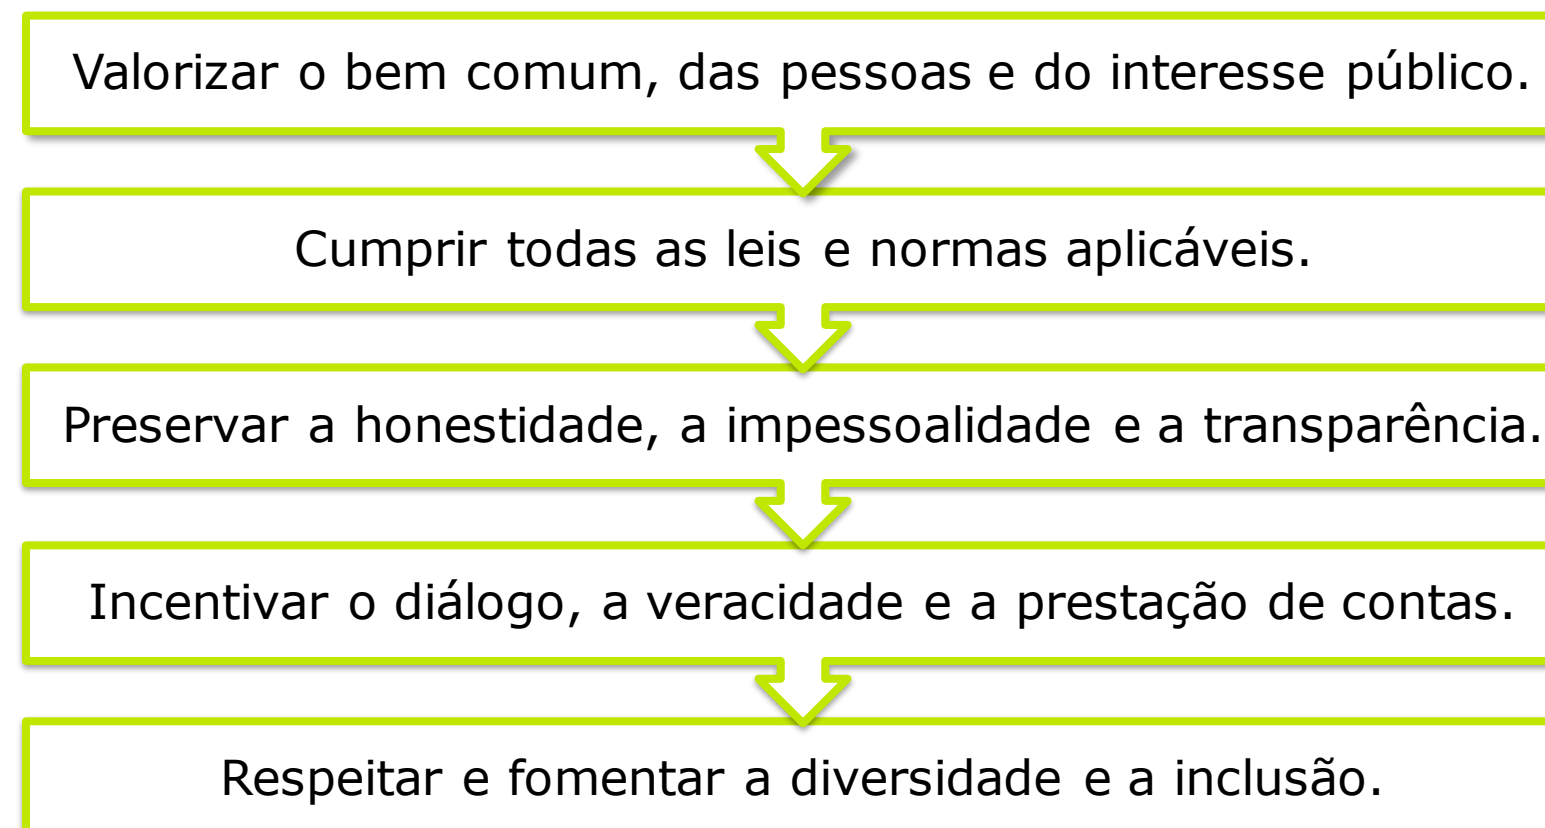 Valorizar o bem comum, das pessoas e do interesse público.
Cumprir todas as leis e normas aplicáveis.
Preservar a honestidade, a impessoalidade e a transparência.
Incentivar o diálogo, a veracidade e a prestação de contas.
Respeitar e fomentar a diversidade e a inclusão.